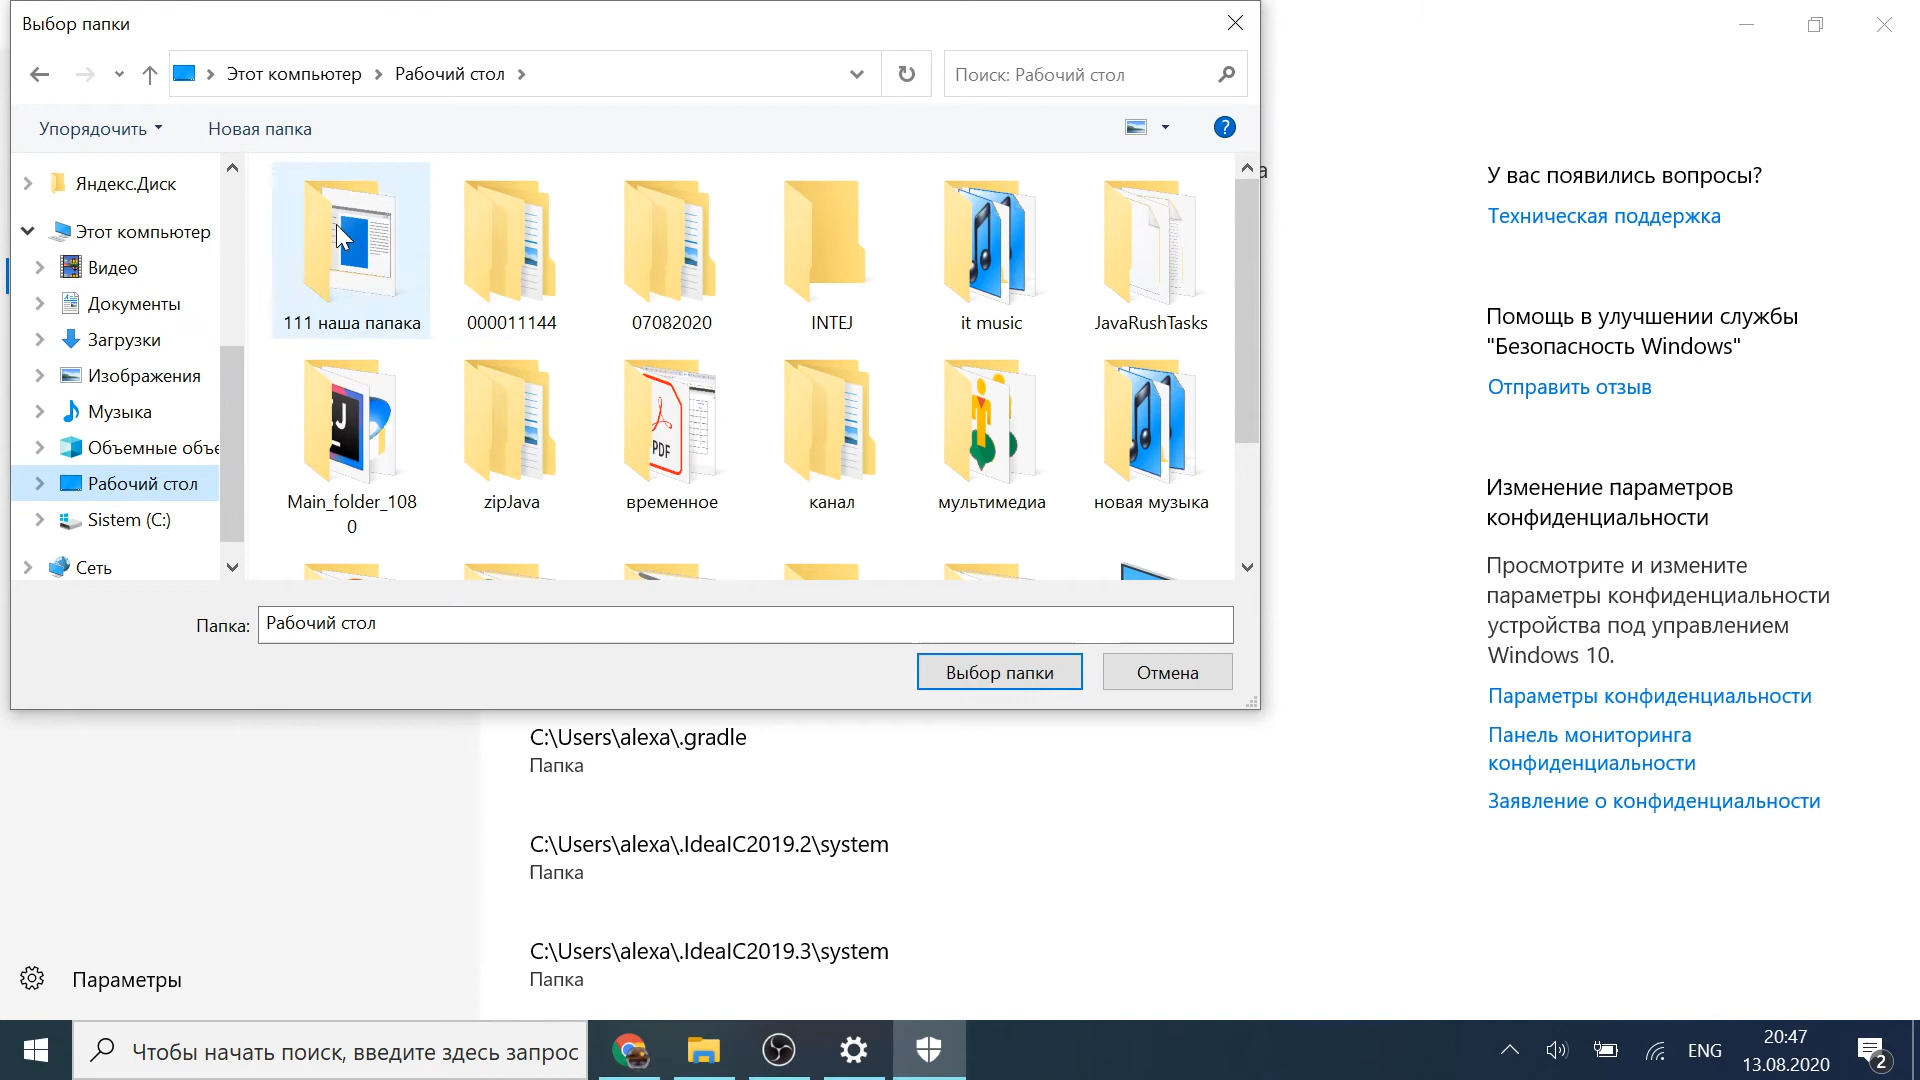 Выбор папки
Этот компьютер
Рабочий стол
Поиск: Рабочий стол
Упорядочить
Новая папка
?
Яндекс.Диск
Этот компьютер
Видео
Документы
Загрузки
Изображения
Музыка
Объемные объе
Рабочий стол
Sistem (C:)
Сеть
111 наша папака
000011144
07082020
INTEJ
it music
JavaRushTasks
Main_folder_108
0
zipJava
временное
PDF
канал
мультимедиа
новая музыка
Папка:
Рабочий стол
Выбор папки
Отмена
а
У вас появились вопросы?
Техническая поддержка
Помощь в улучшении службы
"Безопасность Windows"
Отправить отзыв
Изменение параметров
конфиденциальности
Просмотрите и измените
параметры конфиденциальности
устройства под управлением
Windows 10.
Параметры конфиденциальности
Панель мониторинга
конфиденциальности
Заявление о конфиденциальности
C:\Users\alexa\.gradle
Папка
C:\Users\alexa\.IdeaIC2019.2\system
Папка
C:\Users\alexa\.IdeaIC2019.3\system
Папка
Параметры
Чтобы начать поиск, введите здесь запрос
ENG
20:47
13.08.2020
2